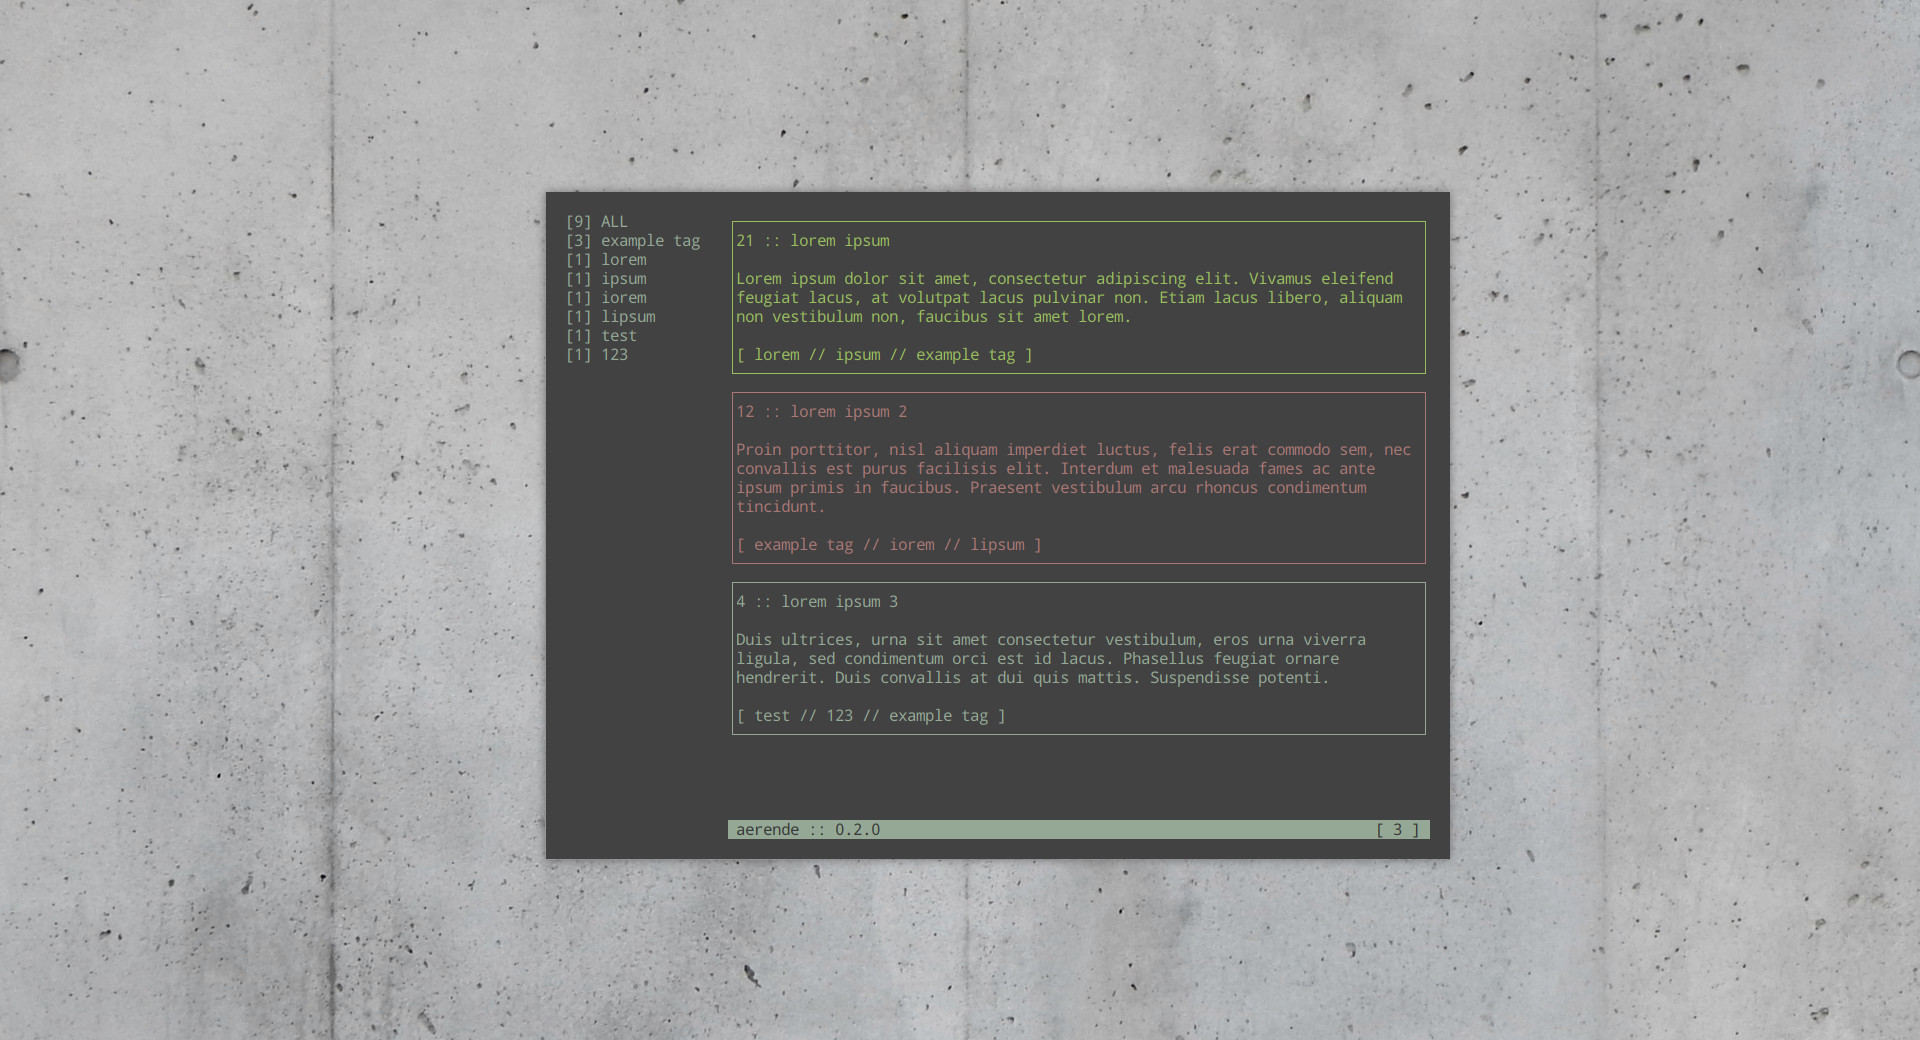 [9] ALL
[3] example tag
[1] lorem
[1] ipsum
[1] iorem
[1] lipsum
[1] test
[1] 123
21 :: lorem ipsum
Lorem ipsum dolor sit amet, consectetur adipiscing elit. Vivamus eleifend
feugiat lacus, at volutpat lacus pulvinar non. Etiam lacus libero, aliquam
non vestibulum non, faucibus sit amet lorem.
[ lorem // ipsum // example tag ]
12 :: lorem ipsum 2
Proin porttitor, nisl aliquam imperdiet luctus, felis erat commodo sem, nec
convallis est purus facilisis elit. Interdum et malesuada fames ac ante
ipsum primis in faucibus. Praesent vestibulum arcu rhoncus condimentum
tincidunt.
[ example tag // iorem // lipsum ]
4 :: lorem ipsum 3
Duis ultrices, urna sit amet consectetur vestibulum, eros urna viverra
ligula, sed condimentum orci est id lacus. Phasellus feugiat ornare
hendrerit. Duis convallis at dui quis mattis. Suspendisse potenti.
[ test // 123 // example tag ]
aerende :: 0.2.0 [ 3 ]